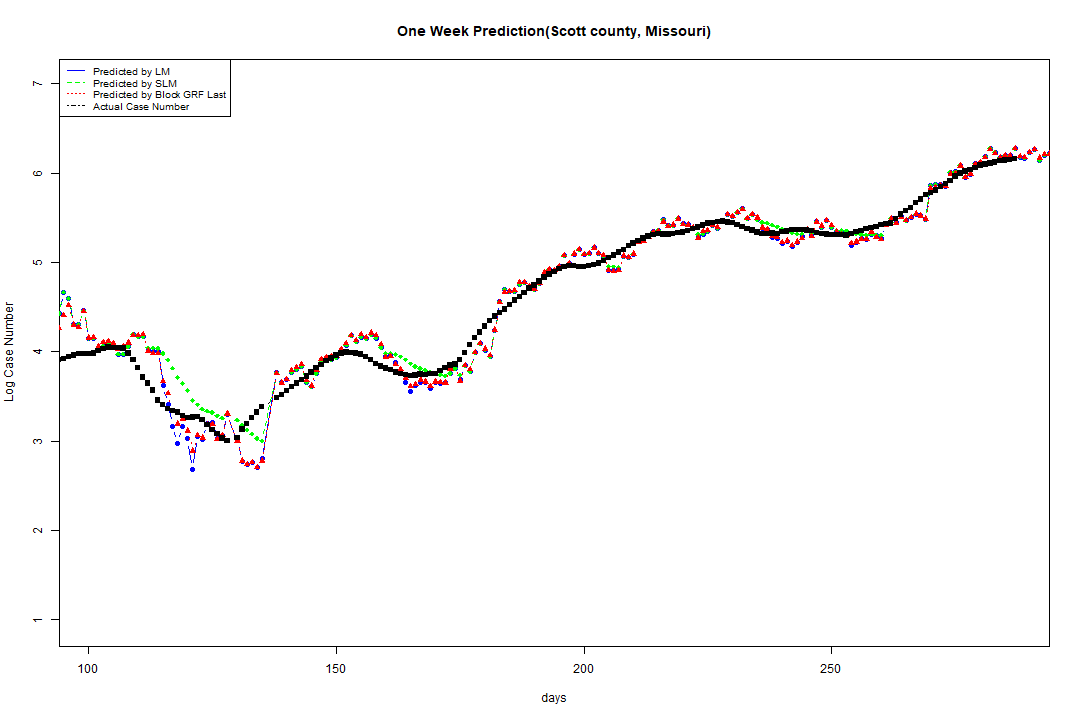 One Week Prediction(Scott county, Missouri)
Predicted by LM
Predicted by SLM
Predicted by Block GRF Last
Actual Case Number
7
6
5
4
3
2
1
Log Case Number
100 150 200 250
days